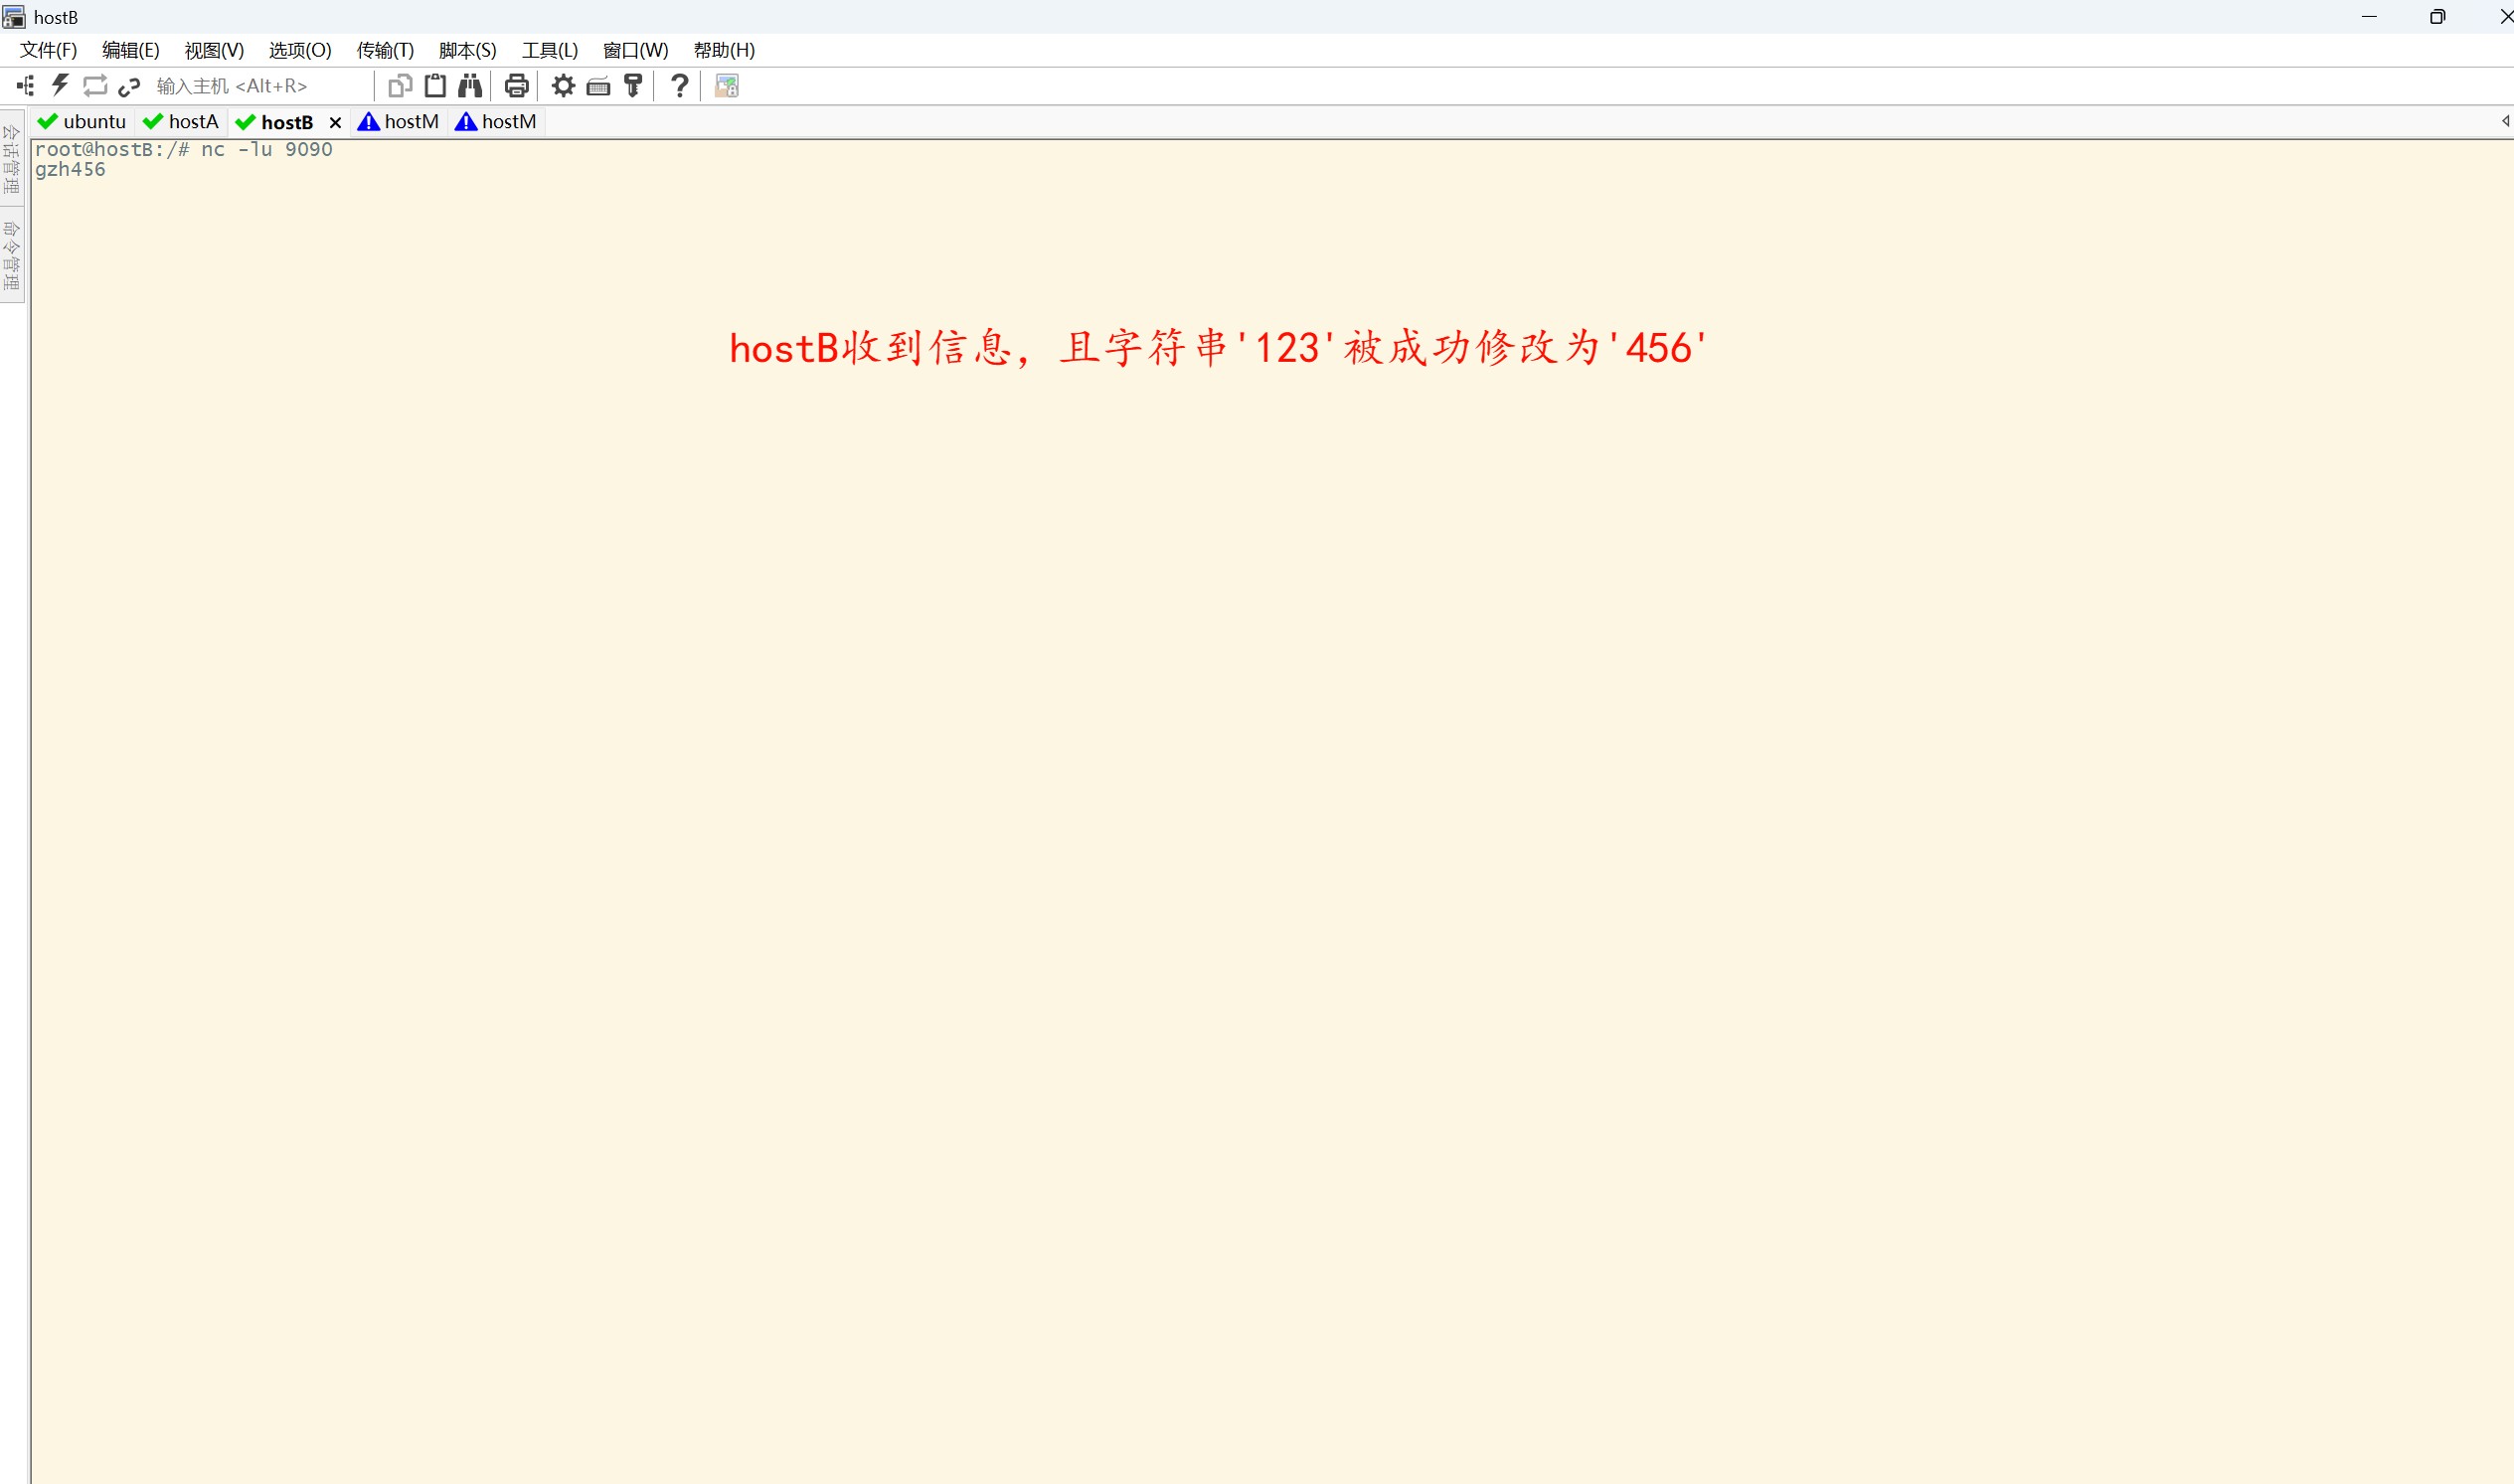 hostB
文件(F) 编辑(E) 视图(V) 选项(O) 传输(T) 脚本(S) 工具(L) 窗口(W) 帮助(H)
输入主机 <Alt+R>
ubuntu hostA hostB hostM hostM
会话管理
命令管理
root@hostB:/# nc -lu 9090
gzh456
hostB收到信息，且字符串'123'被成功修改为'456'